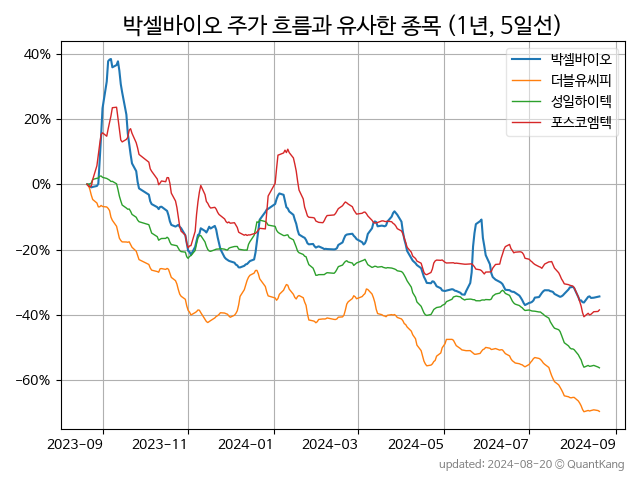 박셀바이오 주가 흐름과 유사한 종목 (1년, 5일선)
박셀바이오
더블유씨피
성일하이텍
포스코엠텍
40%
20%
0%
−20%
−40%
−60%
2023-09 2023-11 2024-01 2024-03 2024-05 2024-07 2024-09
updated: 2024-08-20 © QuantKang